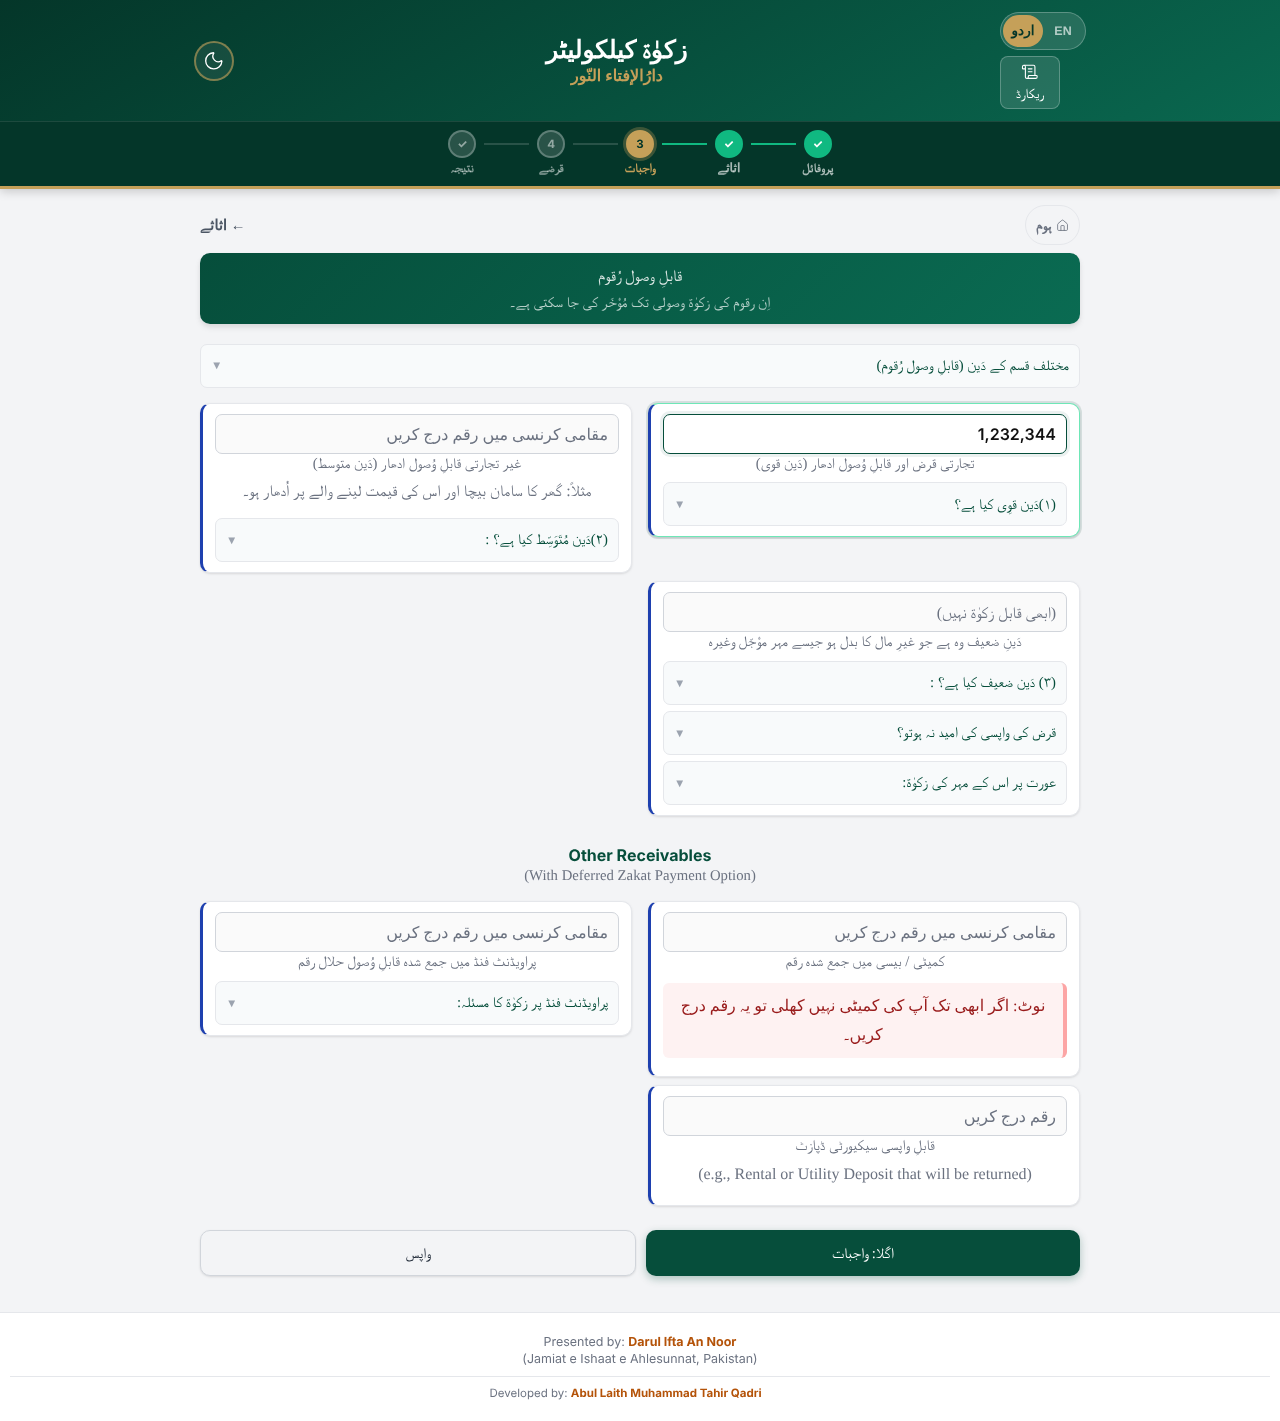 اردو
EN
زکوٰۃ کیلکولیٹر
دارُالإفتاء النّور
ریکارڈ
پروفائل
اثاثے
3
واجبات
4
قرضے
نتیجہ
ہوم
← اثاثے
قابلِ وصول رُقوم
اِن رقوم کی زکوٰۃ وصولی تک مُؤخّر کی جا سکتی ہے۔
مختلف قسم کے دَین (قابلِ وصول رُقوم)
▼
1,232,344
تجارتی قرض اور قابلِ وُصول ادھار (دَین قوی)
(۱)دَین قوِی کیا ہے؟
▼
مقامی کرنسی میں رقم درج کریں
غیر تجارتی قابلِ وُصول ادھار (دَین متوسط)
مثلاً: گھر کا سامان بیچا اور اس کی قیمت لینے والے پر اُدھار ہو۔
(۲)دَین مُتَوَسِّط کیا ہے؟ :
▼
(ابھی قابل زکوٰۃ نہیں)
دَینِ ضعیف وہ ہے جو غیرِ مال کا بدل ہو جیسے مہر مؤجّل وغیرہ
(۳) دَین ضعیف کیا ہے؟ :
▼
قرض کی واپسی کی امید نہ ہوتو؟
▼
عورت پر اس کے مہر کی زکوٰۃ:
▼
Other Receivables
(With Deferred Zakat Payment Option)
مقامی کرنسی میں رقم درج کریں
کمیٹی / بیسی میں جمع شدہ رقم
نوٹ: اگر ابھی تک آپ کی کمیٹی نہیں کھلی تو یہ رقم درج
کریں۔
مقامی کرنسی میں رقم درج کریں
پراویڈنٹ فنڈ میں جمع شدہ قابلِ وُصول حلال رقم
پراویڈنٹ فنڈ پر زکوٰۃ کا مسئلہ:
▼
رقم درج کریں
قابلِ واپسی سیکیورٹی ڈپازٹ
(e.g., Rental or Utility Deposit that will be returned)
اگلا: واجبات
واپس
Presented by: Darul Ifta An Noor
(Jamiat e Ishaat e Ahlesunnat, Pakistan)
Developed by: Abul Laith Muhammad Tahir Qadri